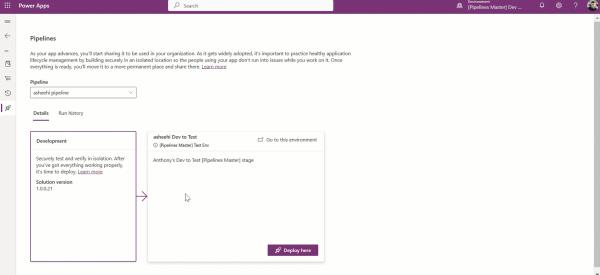 Power Apps
Search
Environment
[Pipelines Master] Dev ...
Pipelines
As your app advances, you'll start sharing it to be used in your organization. As it gets widely adopted, it's important to practice healthy application
lifecycle management by building securely in an isolated location so the people using your app don't run into issues while you work on it. Once
everything is ready, you'll move it to a more permanent place and share them. Learn more
Pipeline
asheehi pipeline
Details
Run history
Development
Securely test and verify in isolation. After
you've got everything working properly,
it's time to deploy. Learn more
Solution version
1.0.0.21
asheehi Dev to Test
Go to this environment
[Pipelines Master] Test Env
Anthony's Dev to Test [Pipelines Master] stage
Deploy here